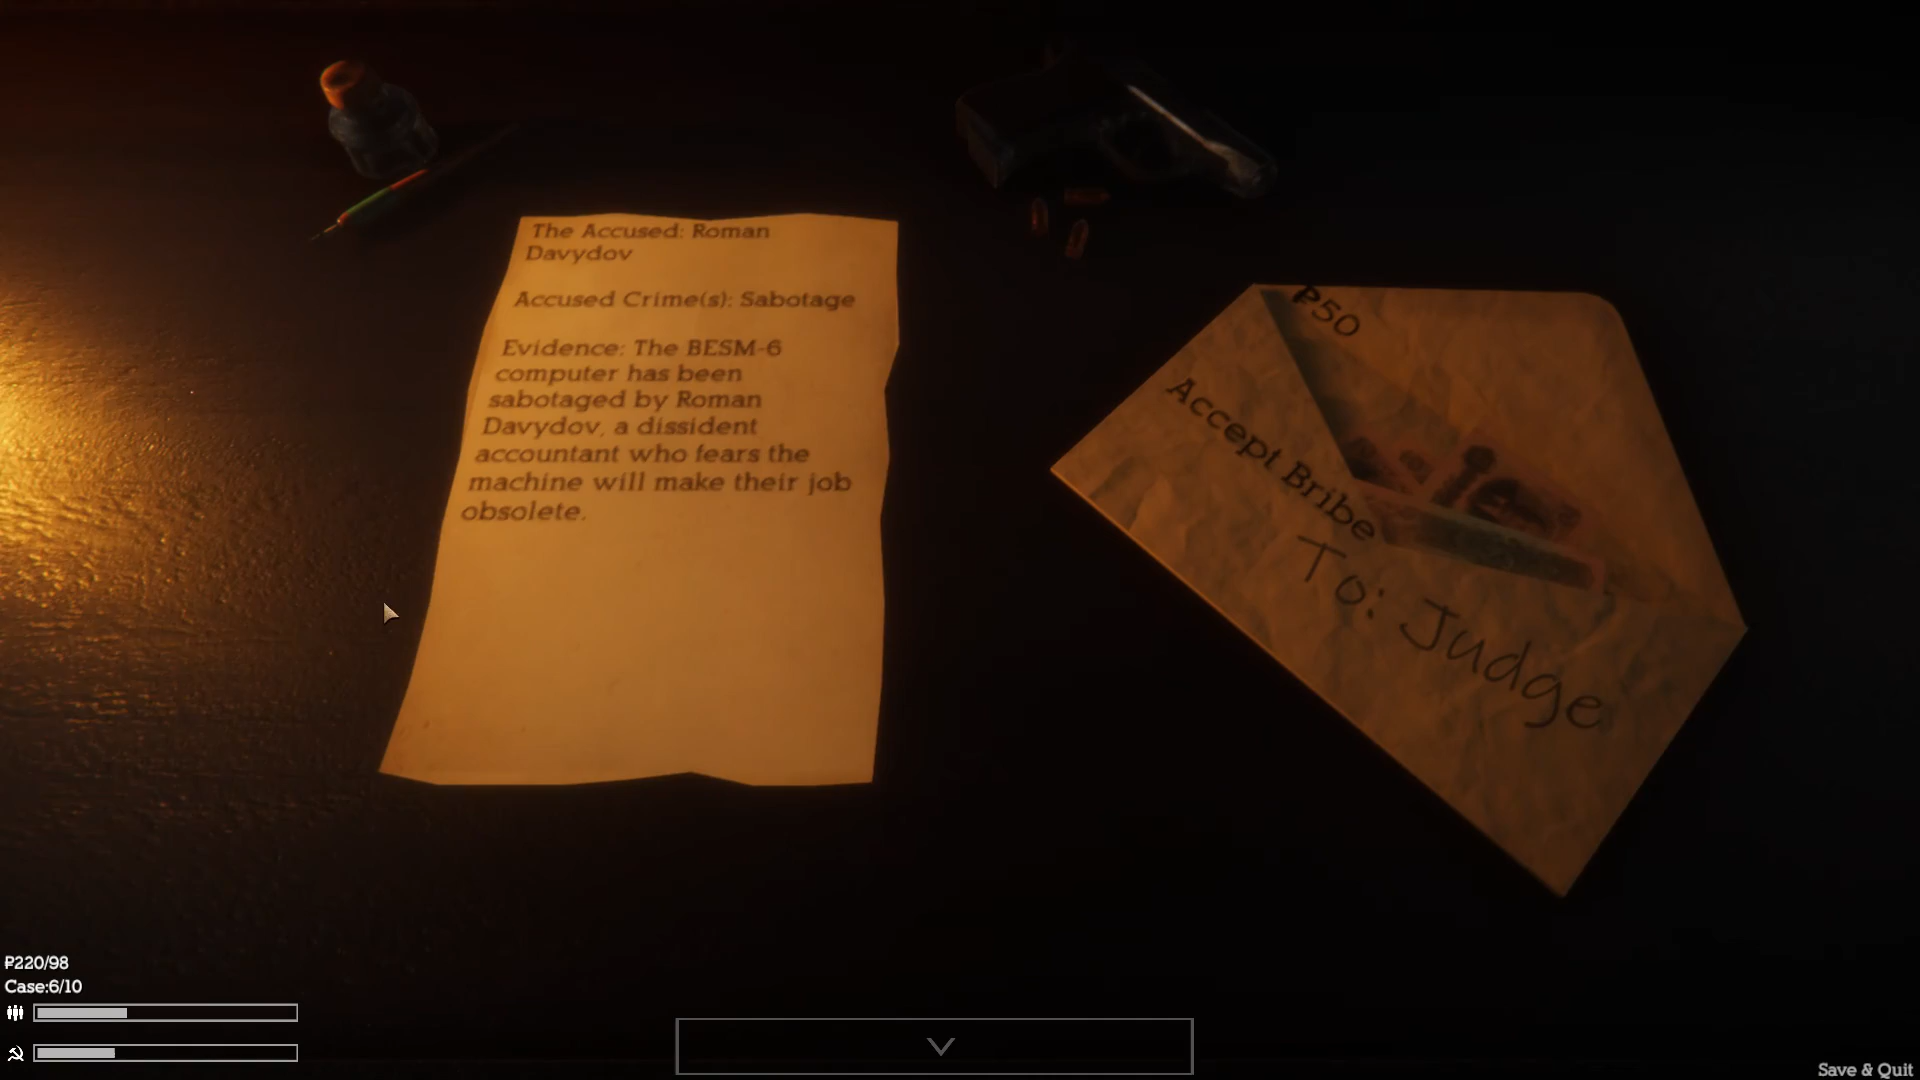 The Accused: Roman
Davydov
Accused Crime(s): Sabotage
Evidence: The BESM-6
computer has been
sabotaged by Roman
Davydov, a dissident
accountant who fears the
machine will make their job
obsolete.
₽50
Accept Bribe
To: Judge
₽220/98
Case:6/10
Save & Quit